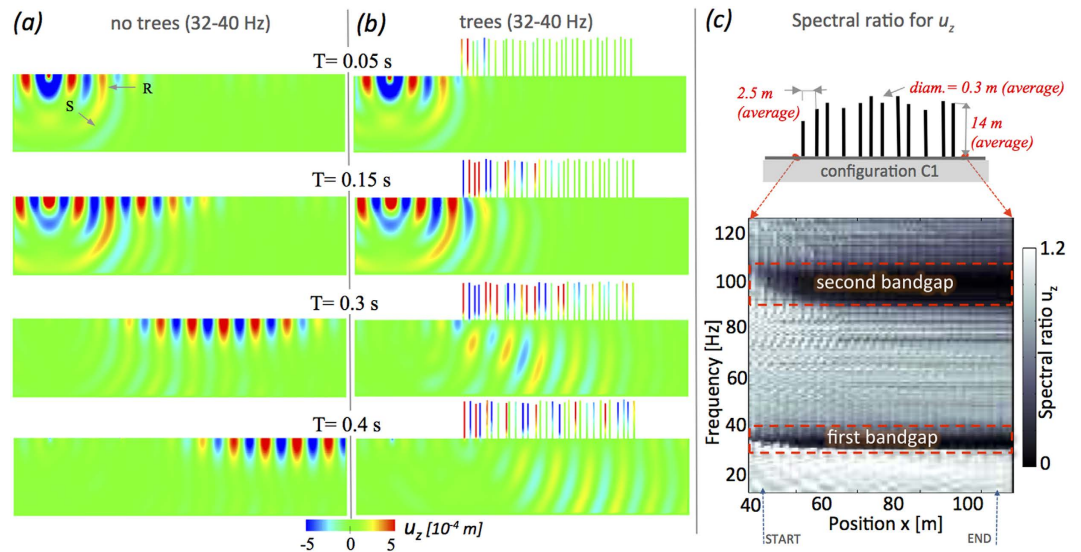 (a) no trees (32-40 Hz)
(b) trees (32-40 Hz)
T= 0.05 s
R
S
T= 0.15 s
T= 0.3 s
T= 0.4 s
u_z [10^-4 m]
-5 0 5
(c) Spectral ratio for u_z
2.5 m
(average)
diam.= 0.3 m (average)
14 m
(average)
configuration C1
120
100
80
60
40
20
Frequency [Hz]
second bandgap
first bandgap
1.2
0
Spectral ratio u_z
40 60 80 100
Position x [m]
START
END